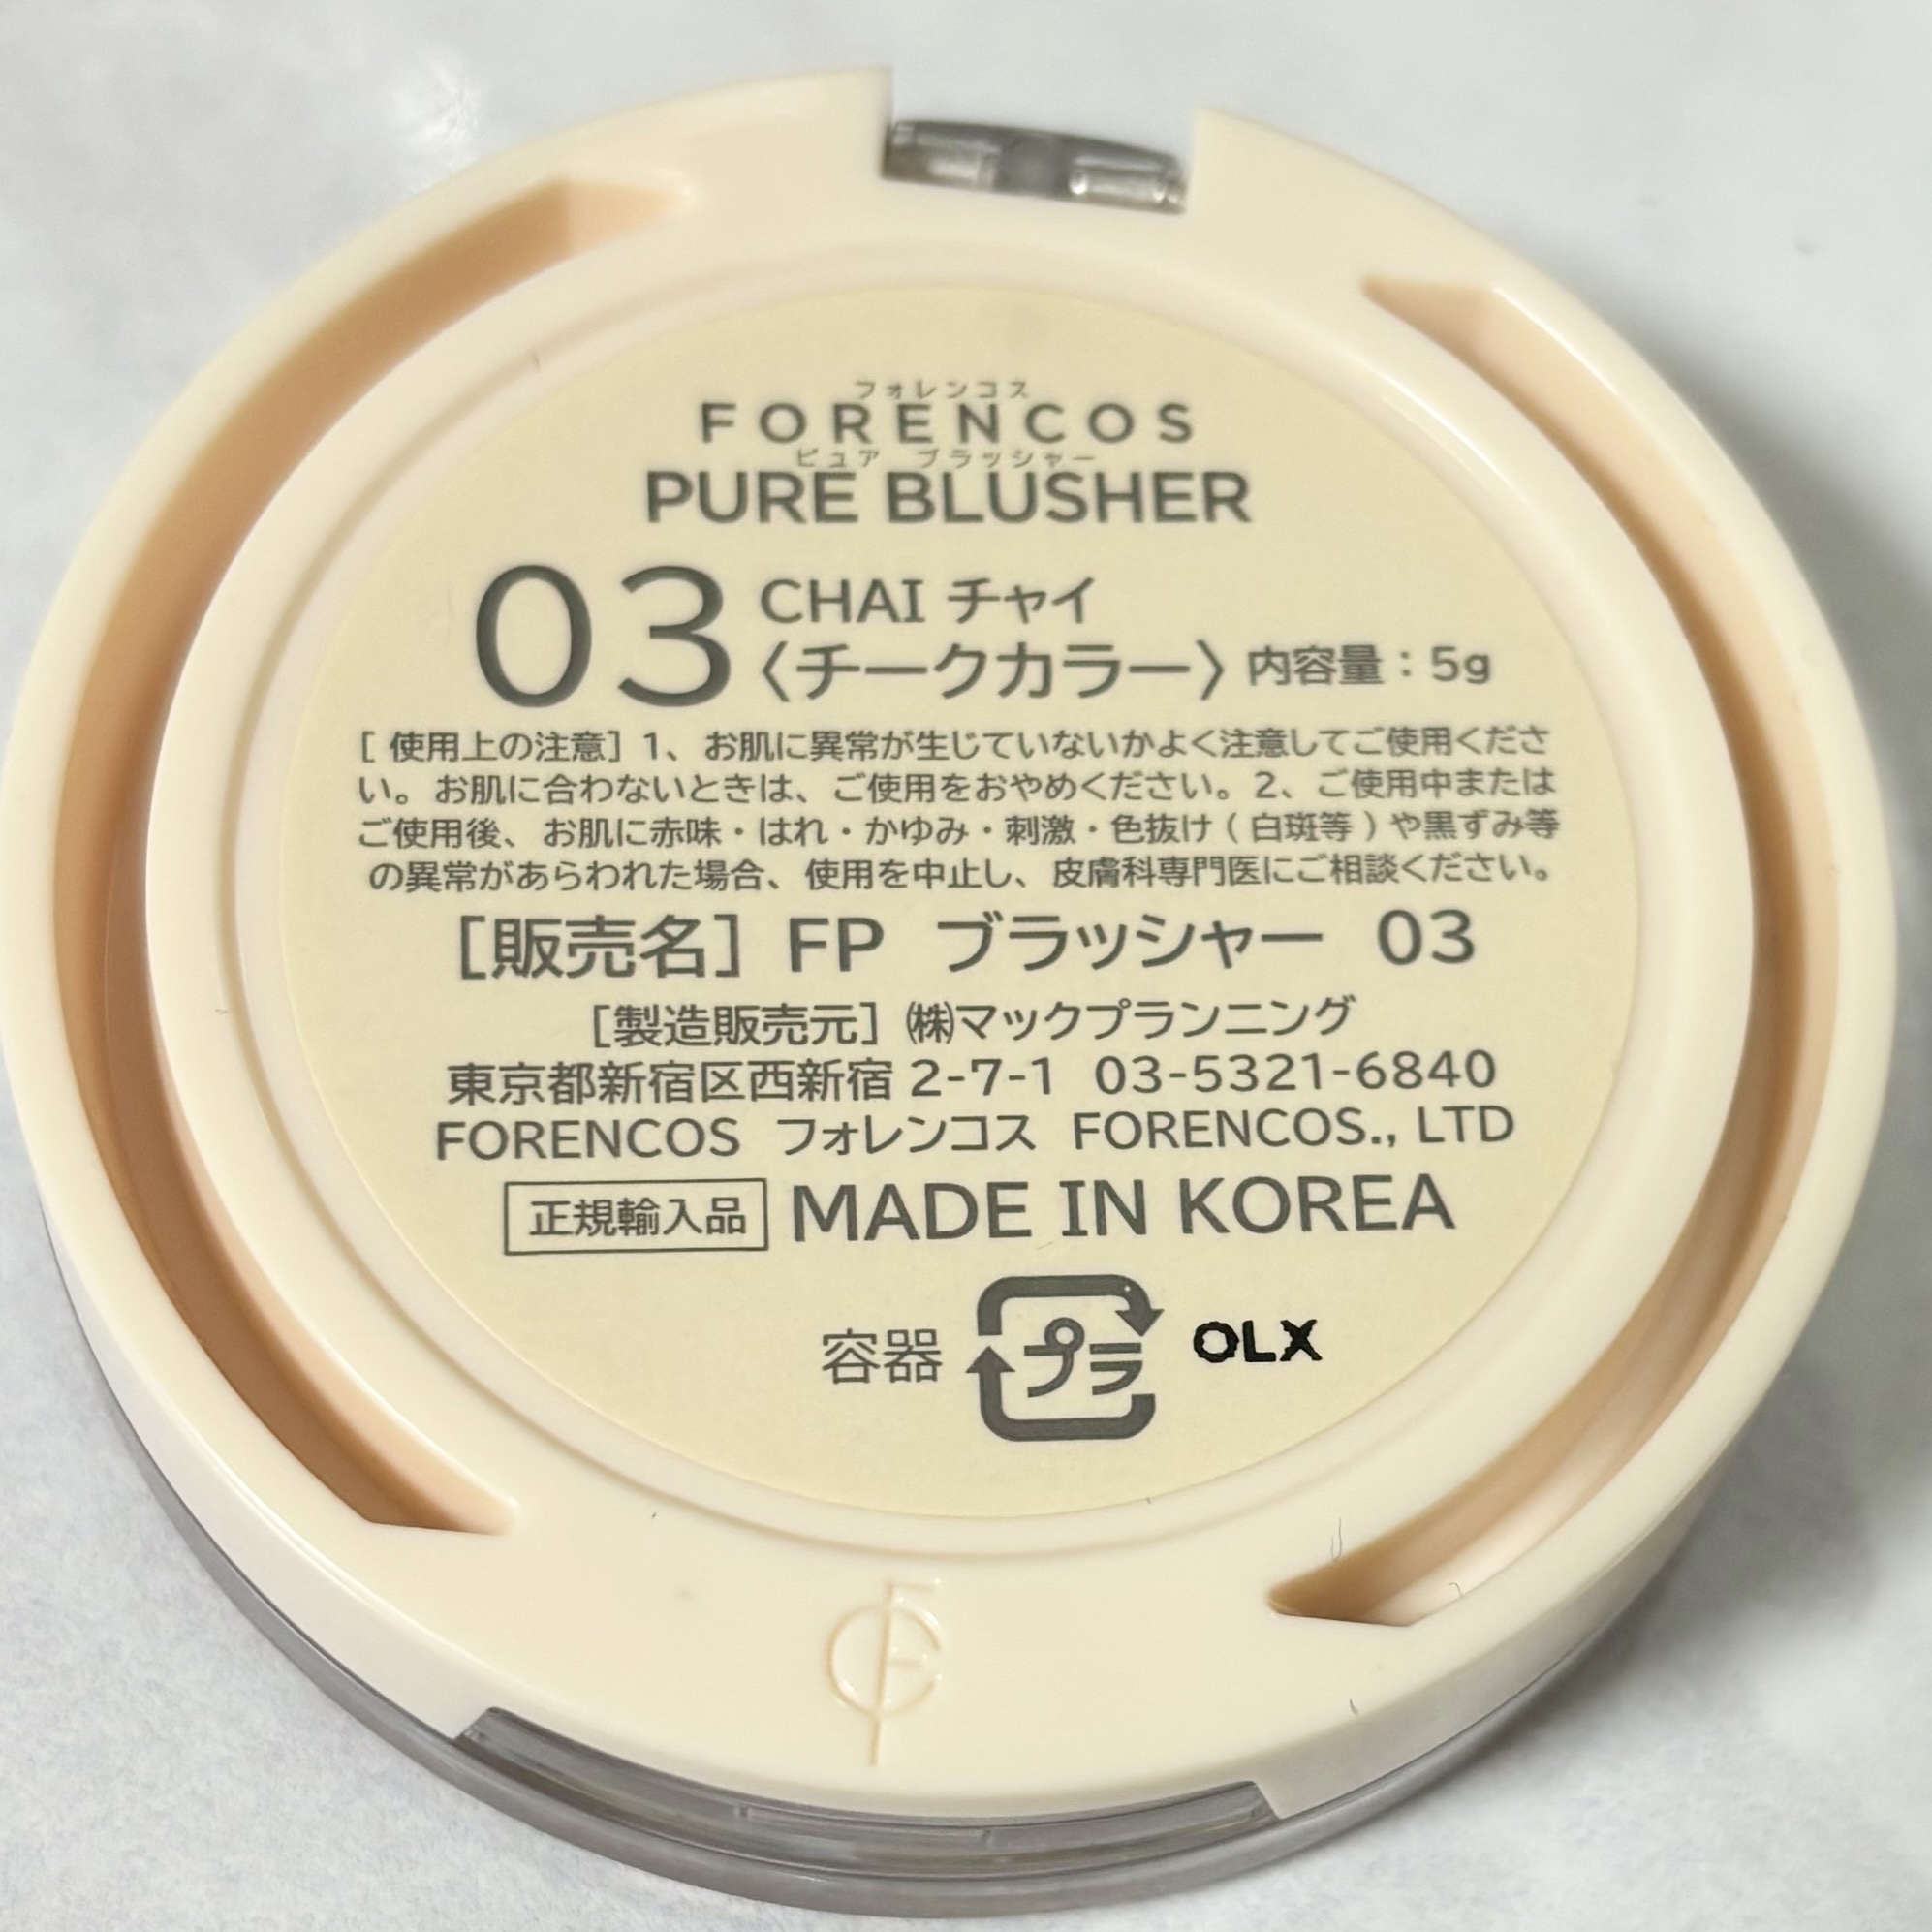 フォレンコス
FORENCOS
ピュア ブラッシャー
PURE BLUSHER
03 CHAI チャイ
〈チークカラー〉 内容量：5g
[ 使用上の注意] 1、お肌に異常が生じていないかよく注意してご使用くださ
い。お肌に合わないときは、ご使用をおやめください。2、ご使用中または
ご使用後、お肌に赤味・はれ・かゆみ・刺激・色抜け ( 白斑等 ) や黒ずみ等
の異常があらわれた場合、使用を中止し、皮膚科専門医にご相談ください。
[販売名] FP ブラッシャー 03
[製造販売元] ㈱マックプランニング
東京都新宿区西新宿 2-7-1 03-5321-6840
FORENCOS フォレンコス FORENCOS., LTD
正規輸入品 MADE IN KOREA
容器 プラ OLX